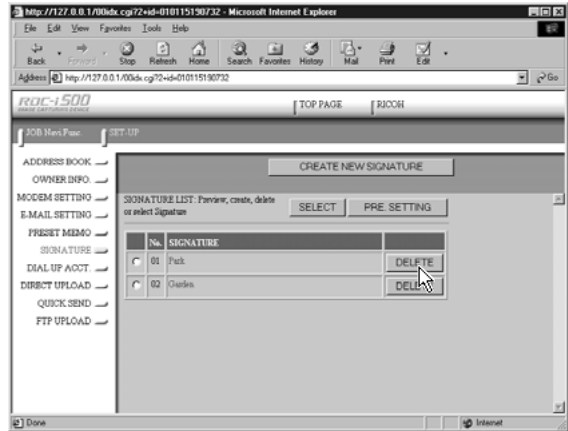 http://127.0.0.1/00idx.cgi?2+id=010115190732 - Microsoft Internet Explorer
File Edit View Favorites Tools Help
Back Forward Stop Refresh Home Search Favorites History Mail Print Edit
Address http://127.0.0.1/00idx.cgi?2+id=010115190732 Go
RDC-i500
IMAGE CAPTURING DEVICE
TOP PAGE RICOH
JOB Navi.Func. SET-UP
ADDRESS BOOK
OWNER INFO.
MODEM SETTING
E-MAIL SETTING
PRESET MEMO
SIGNATURE
DIAL UP ACCT.
DIRECT UPLOAD
QUICK SEND
FTP UPLOAD
CREATE NEW SIGNATURE
SIGNATURE LIST: Preview, create, delete
or select Signature
SELECT PRE. SETTING
No. SIGNATURE
01 Park DELETE
02 Garden DELETE
Done Internet